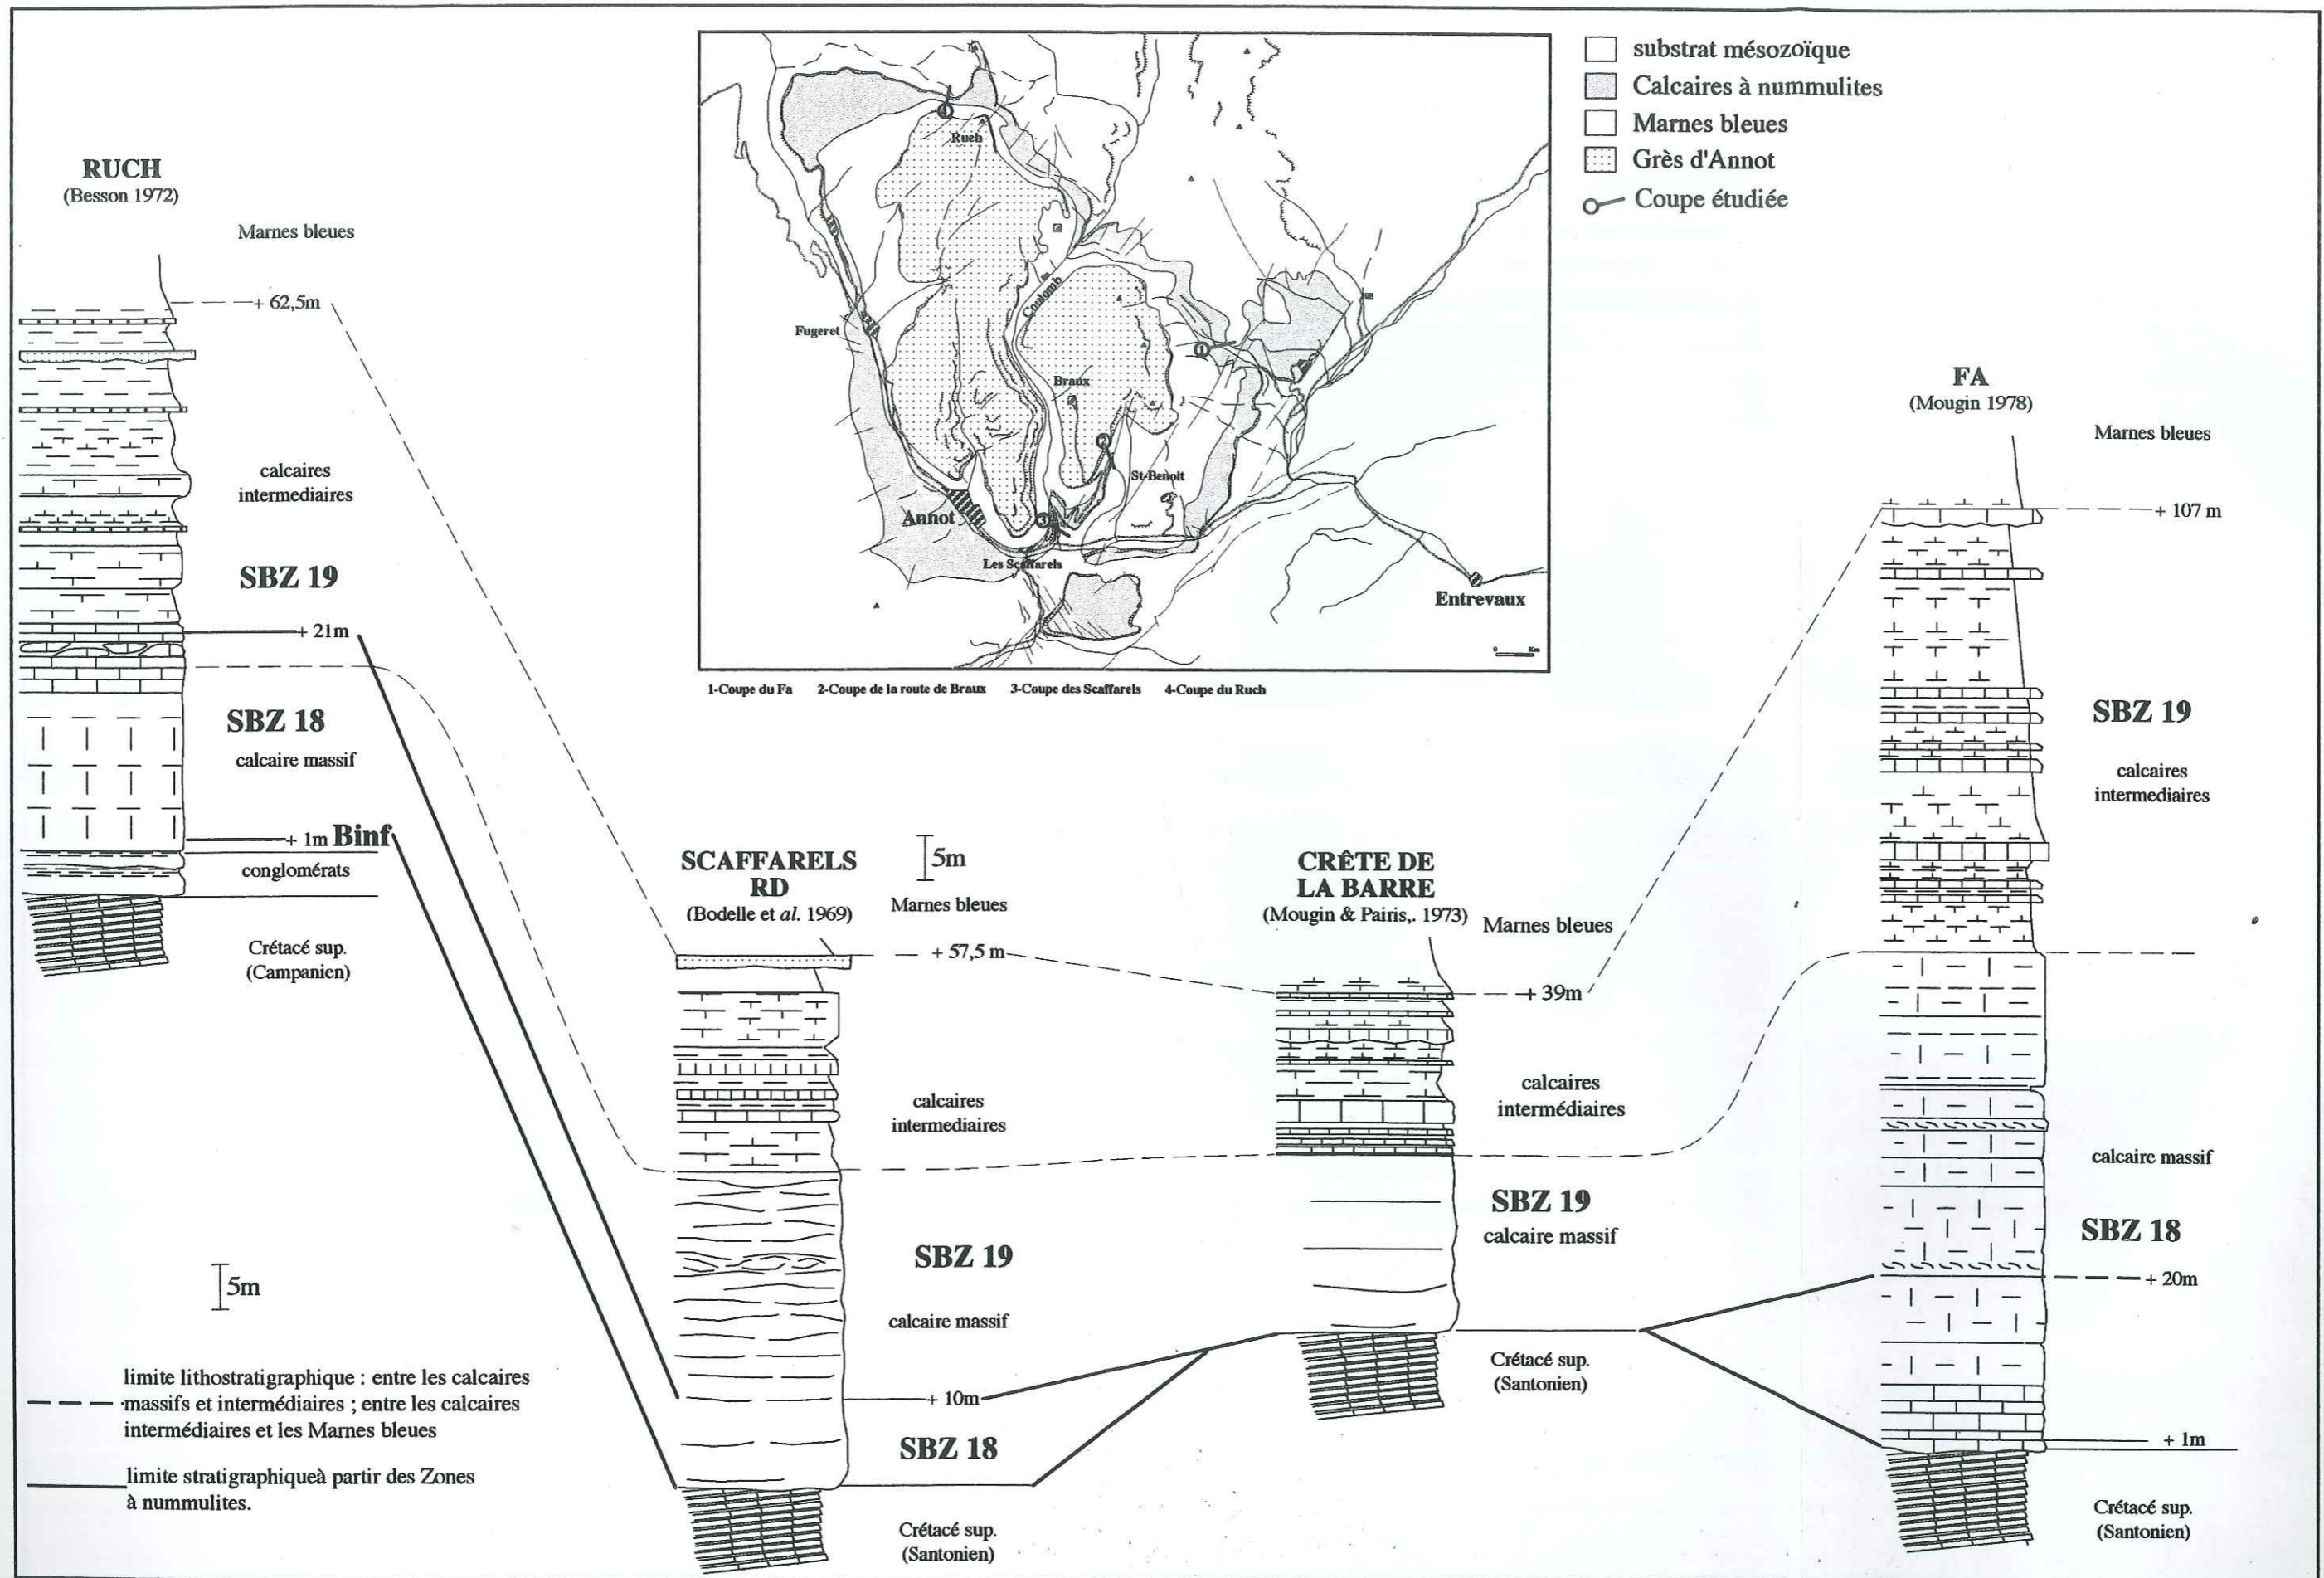 substrat mésozoïque
Calcaires à nummulites
Marnes bleues
Grès d'Annot
Coupe étudiée
Ruch
Fugeret
Coulomb
Braux
St-Benoit
Annot
Les Scaffarels
Entrevaux
1
2
3
4
0 Km
1-Coupe du Fa 2-Coupe de la route de Braux 3-Coupe des Scaffarels 4-Coupe du Ruch
RUCH
(Besson 1972)
Marnes bleues
+ 62,5m
calcaires
intermediaires
SBZ 19
+ 21m
SBZ 18
calcaire massif
+ 1m Binf
conglomérats
Crétacé sup.
(Campanien)
5m
SCAFFARELS
RD
(Bodelle et al. 1969)
5m
Marnes bleues
+ 57,5 m
calcaires
intermediaires
SBZ 19
calcaire massif
+ 10m
SBZ 18
Crétacé sup.
(Santonien)
CRÊTE DE
LA BARRE
(Mougin & Pairis,. 1973)
Marnes bleues
+ 39m
calcaires
intermédiaires
SBZ 19
calcaire massif
Crétacé sup.
(Santonien)
FA
(Mougin 1978)
Marnes bleues
+ 107 m
SBZ 19
calcaires
intermediaires
calcaire massif
SBZ 18
+ 20m
+ 1m
Crétacé sup.
(Santonien)
limite lithostratigraphique : entre les calcaires
massifs et intermédiaires ; entre les calcaires
intermédiaires et les Marnes bleues
limite stratigraphiqueà partir des Zones
à nummulites.